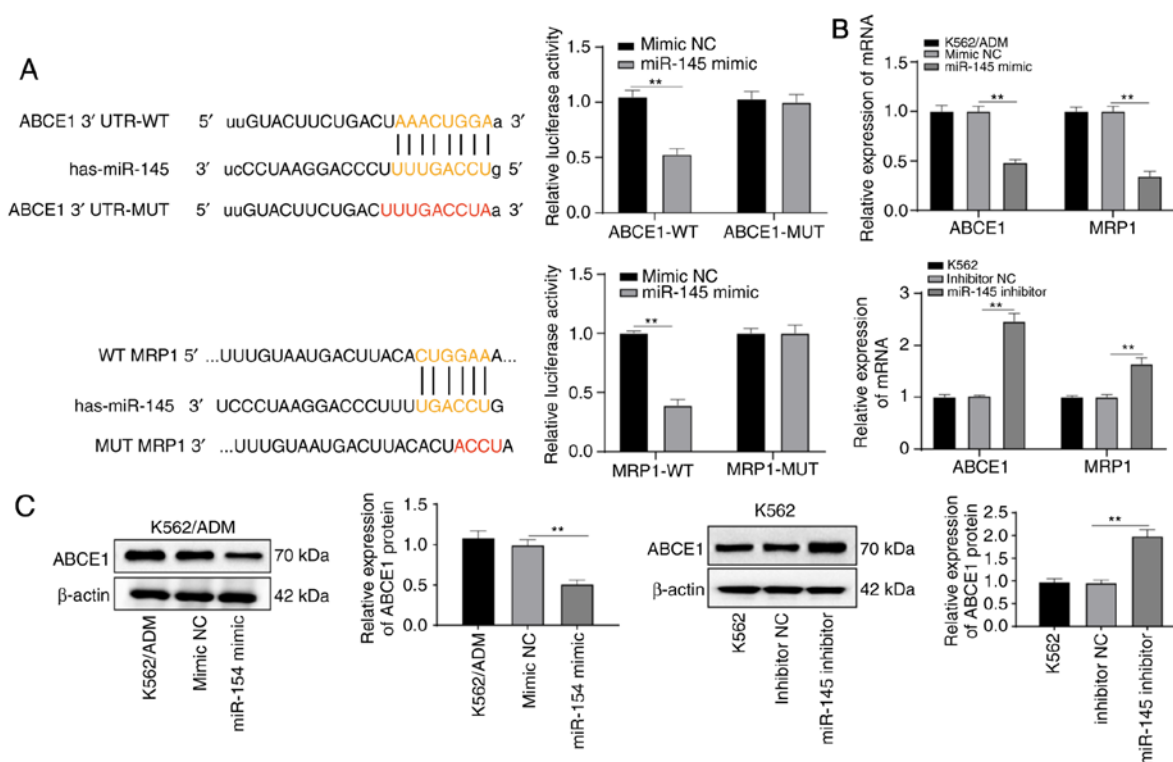 A
ABCE1 3′ UTR-WT 5′ uuGUACUUCUGACUAAACUGGAa 3′
has-miR-145 3′ ucCCUAAGGACCCUUUUGACCUg 5′
ABCE1 3′ UTR-MUT 5′ uuGUACUUCUGACUUUGACCUAa 3′
Relative luciferase activity
1.5
1.0
0.5
0.0
Mimic NC
miR-145 mimic
**
ABCE1-WT ABCE1-MUT
WT MRP1 5′ ...UUUGUAAUGACUUACACUGGAAA...
has-miR-145 3′ UCCCUAAGGACCCUUUUGACCUG
MUT MRP1 3′ ...UUUGUAAUGACUUACACUACCUA
Relative luciferase activity
1.5
1.0
0.5
0.0
Mimic NC
miR-145 mimic
**
MRP1-WT MRP1-MUT
B
Relative expression of mRNA
1.5
1.0
0.5
0.0
K562/ADM
Mimic NC
miR-145 mimic
** **
ABCE1 MRP1
Relative expression
of mRNA
3
2
1
0
K562
Inhibitor NC
miR-145 inhibitor
** **
ABCE1 MRP1
C
K562/ADM
ABCE1 70 kDa
β-actin 42 kDa
K562/ADM
Mimic NC
miR-154 mimic
Relative expression
of ABCE1 protein
1.5
1.0
0.5
0.0
**
K562/ADM
Mimic NC
miR-154 mimic
K562
ABCE1 70 kDa
β-actin 42 kDa
K562
Inhibitor NC
miR-145 inhibitor
Relative expression
of ABCE1 protein
2.5
2.0
1.5
1.0
0.5
0.0
**
K562
inhibitor NC
miR-145 inhibitor